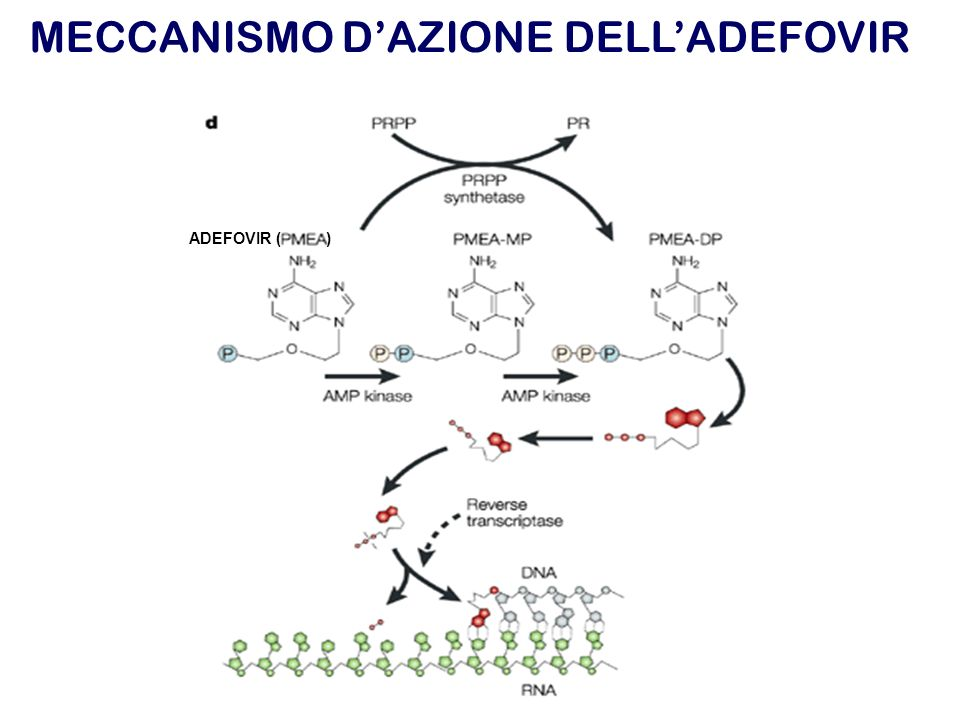 MECCANISMO D’AZIONE DELL’ADEFOVIR
d
PRPP PR
PRPP
synthetase
ADEFOVIR (PMEA) PMEA-MP PMEA-DP
NH2 NH2 NH2
N N N N N N
N N N N N N
P O P P O P P P O
AMP kinase AMP kinase
Reverse
transcriptase
DNA
RNA